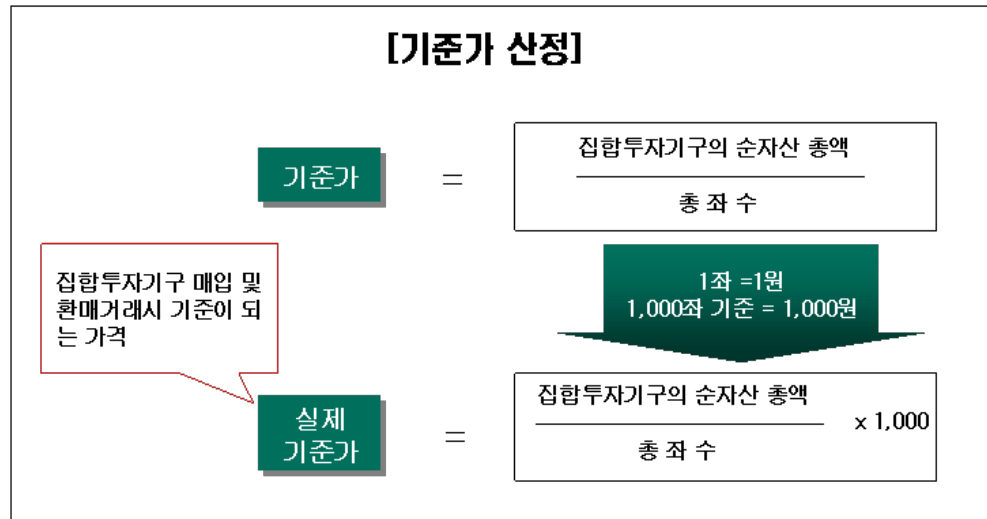 [기준가 산정]
기준가
=
집합투자기구의 순자산 총액
총 좌 수
집합투자기구 매입 및
환매거래시 기준이 되
는 가격
1좌 =1원
1,000좌 기준 = 1,000원
실제
기준가
=
집합투자기구의 순자산 총액
총 좌 수
x 1,000